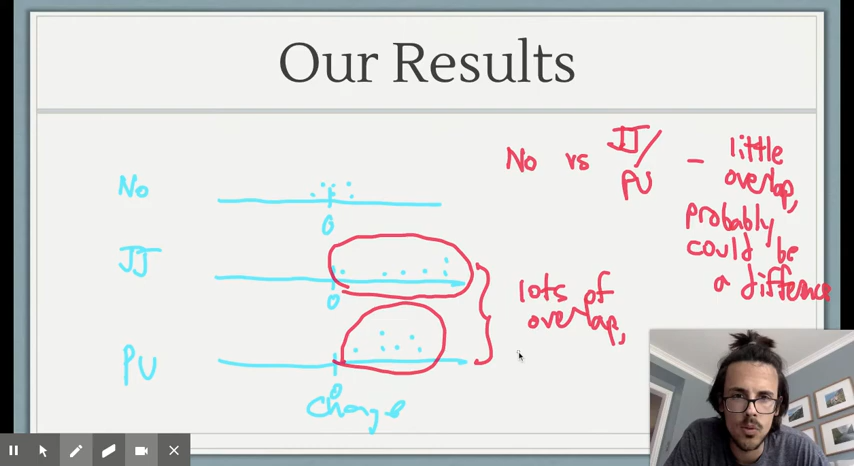 Our Results
No
0
JJ
0
PU
0
Change
No vs JJ/
PU
- little
overlap,
probably
could be
a difference
lots of
overlap,